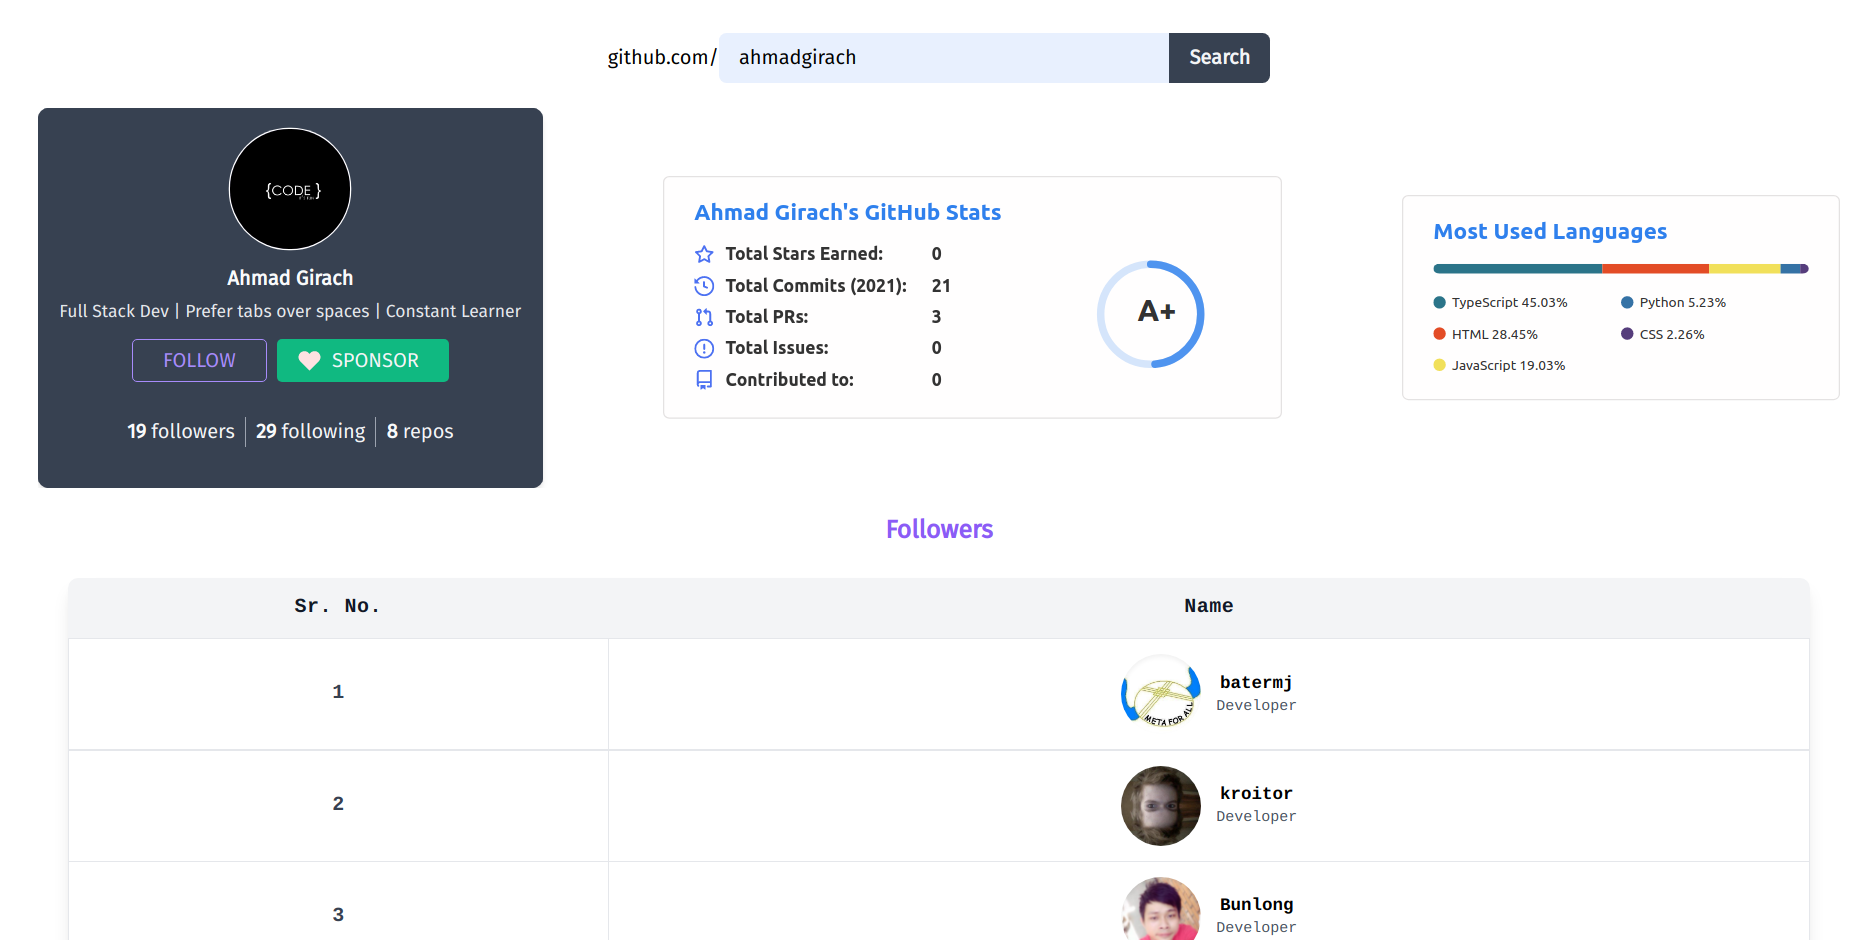 github.com/ ahmadgirach Search
{CODE }
Ahmad Girach
Full Stack Dev | Prefer tabs over spaces | Constant Learner
FOLLOW SPONSOR
19 followers 29 following 8 repos
Ahmad Girach's GitHub Stats
Total Stars Earned: 0
Total Commits (2021): 21
Total PRs: 3
Total Issues: 0
Contributed to: 0
A+
Most Used Languages
TypeScript 45.03%
HTML 28.45%
JavaScript 19.03%
Python 5.23%
CSS 2.26%
Followers
Sr. No. Name
1
META FOR ALL
batermj
Developer
2
kroitor
Developer
3
Bunlong
Developer